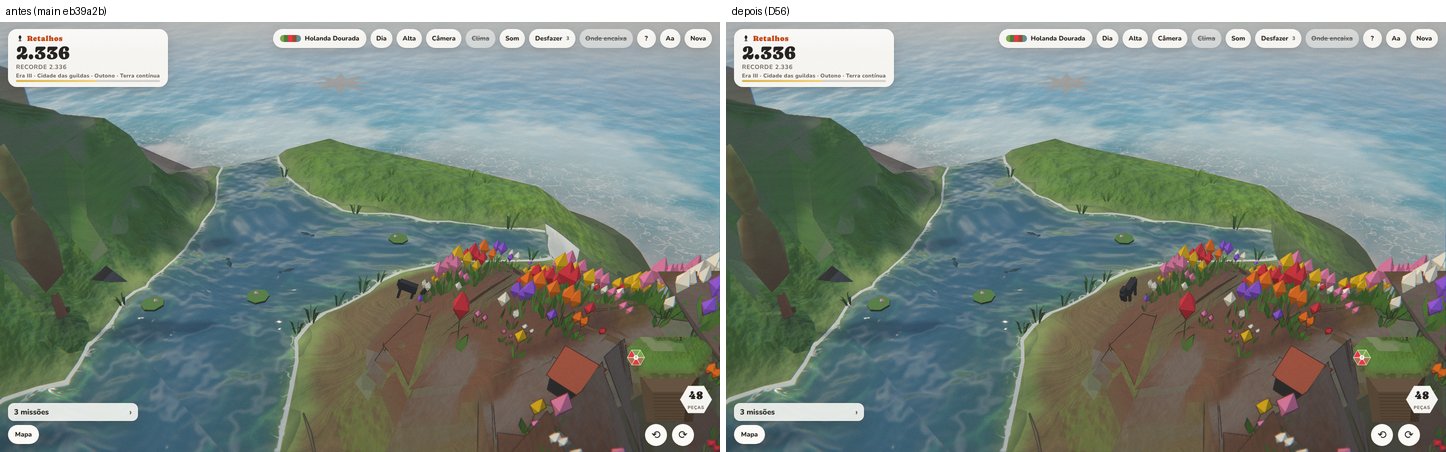 antes (main eb39a2b)
Retalhos
2.336
RECORDE 2.336
Era III · Cidade das guildas · Outono · Terra contínua
Holanda Dourada
Dia
Alta
Câmera
Clima
Som
Desfazer 3
Onde encaixa
?
Aa
Nova
3 missões ›
Mapa
48
PEÇAS
⟲
⟳
depois (D56)
Retalhos
2.336
RECORDE 2.336
Era III · Cidade das guildas · Outono · Terra contínua
Holanda Dourada
Dia
Alta
Câmera
Clima
Som
Desfazer 3
Onde encaixa
?
Aa
Nova
3 missões ›
Mapa
48
PEÇAS
⟲
⟳